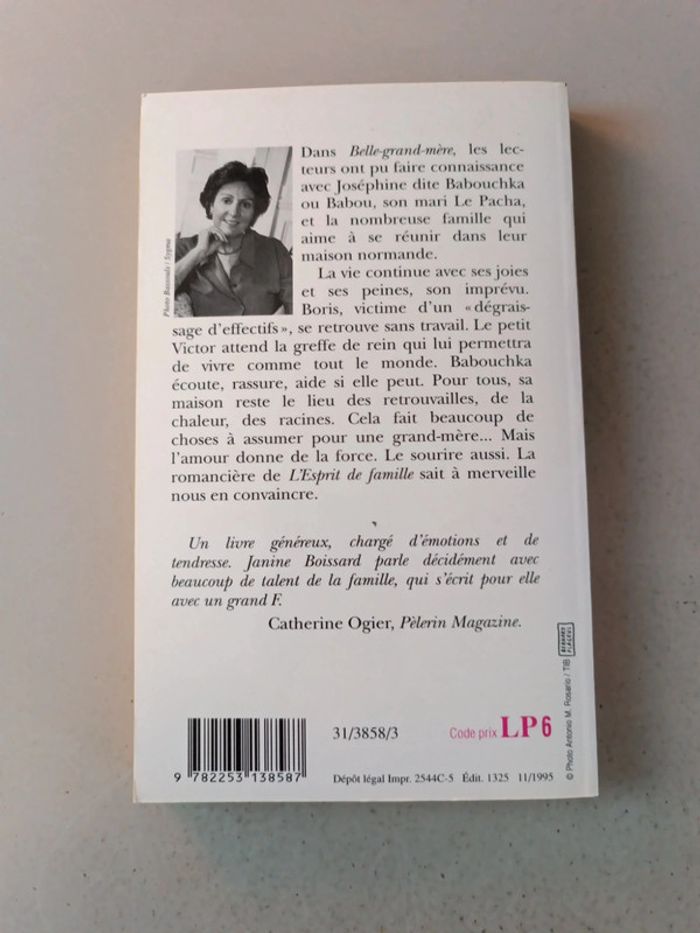 Dans Belle-grand-mère, les lec-
teurs ont pu faire connaissance
avec Joséphine dite Babouchka
ou Babou, son mari Le Pacha,
et la nombreuse famille qui
aime à se réunir dans leur
maison normande.
La vie continue avec ses joies
et ses peines, son imprévu.
Boris, victime d'un « dégrais-
sage d'effectifs », se retrouve sans travail. Le petit
Victor attend la greffe de rein qui lui permettra
de vivre comme tout le monde. Babouchka
écoute, rassure, aide si elle peut. Pour tous, sa
maison reste le lieu des retrouvailles, de la
chaleur, des racines. Cela fait beaucoup de
choses à assumer pour une grand-mère... Mais
l'amour donne de la force. Le sourire aussi. La
romancière de L'Esprit de famille sait à merveille
nous en convaincre.
Un livre généreux, chargé d'émotions et de
tendresse. Janine Boissard parle décidément avec
beaucoup de talent de la famille, qui s'écrit pour elle
avec un grand F.
Catherine Ogier, Pèlerin Magazine.
31/3858/3
Code prix LP 6
9 782253 138587
Dépôt légal Impr. 2544C-5 Édit. 1325 11/1995
© Photo Antonio M. Rosario / TIB
Photo Bassouls / Sygma